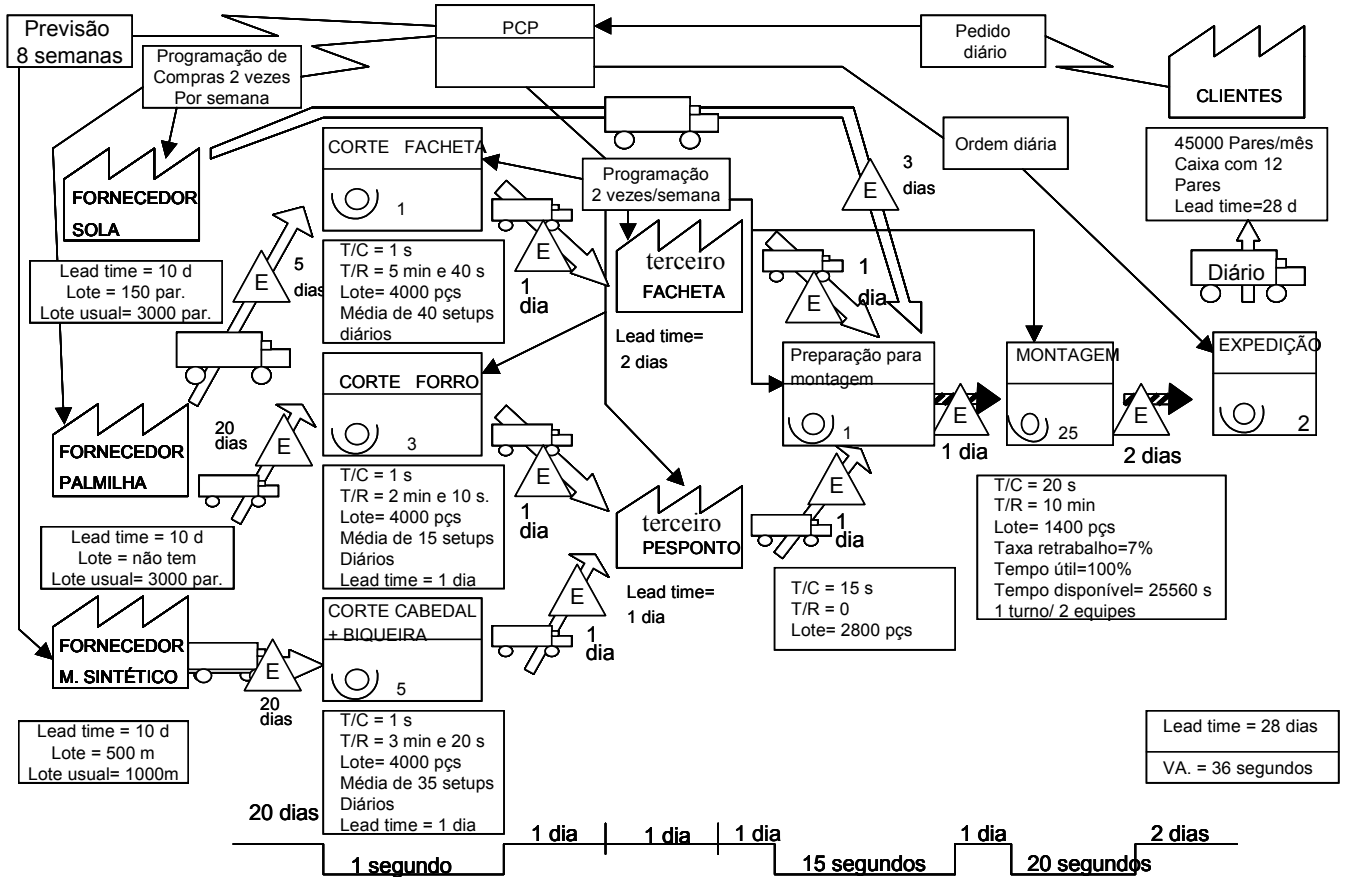 Previsão
8 semanas
Programação de
Compras 2 vezes
Por semana
PCP
Pedido
diário
CLIENTES
45000 Pares/mês
Caixa com 12
Pares
Lead time=28 d
Diário
Ordem diária
FORNECEDOR
SOLA
Lead time = 10 d
Lote = 150 par.
Lote usual= 3000 par.
E
5
dias
CORTE FACHETA
1
T/C = 1 s
T/R = 5 min e 40 s
Lote= 4000 pçs
Média de 40 setups
diários
E
1
dia
Programação
2 vezes/semana
terceiro
FACHETA
Lead time=
2 dias
E
3
dias
E
1
dia
FORNECEDOR
PALMILHA
Lead time = 10 d
Lote = não tem
Lote usual= 3000 par.
20
dias
E
CORTE FORRO
3
T/C = 1 s
T/R = 2 min e 10 s.
Lote= 4000 pçs
Média de 15 setups
Diários
Lead time = 1 dia
E
1
dia
terceiro
PESPONTO
Lead time=
1 dia
E
1
dia
Preparação para
montagem
1
T/C = 15 s
T/R = 0
Lote= 2800 pçs
E
1 dia
MONTAGEM
25
T/C = 20 s
T/R = 10 min
Lote= 1400 pçs
Taxa retrabalho=7%
Tempo útil=100%
Tempo disponível= 25560 s
1 turno/ 2 equipes
E
2 dias
EXPEDIÇÃO
2
FORNECEDOR
M. SINTÉTICO
Lead time = 10 d
Lote = 500 m
Lote usual= 1000m
E
20
dias
CORTE CABEDAL
+ BIQUEIRA
5
T/C = 1 s
T/R = 3 min e 20 s
Lote= 4000 pçs
Média de 35 setups
Diários
Lead time = 1 dia
E
1
dia
Lead time = 28 dias
VA. = 36 segundos
20 dias
1 segundo
1 dia
1 dia
1 dia
15 segundos
1 dia
20 segundos
2 dias